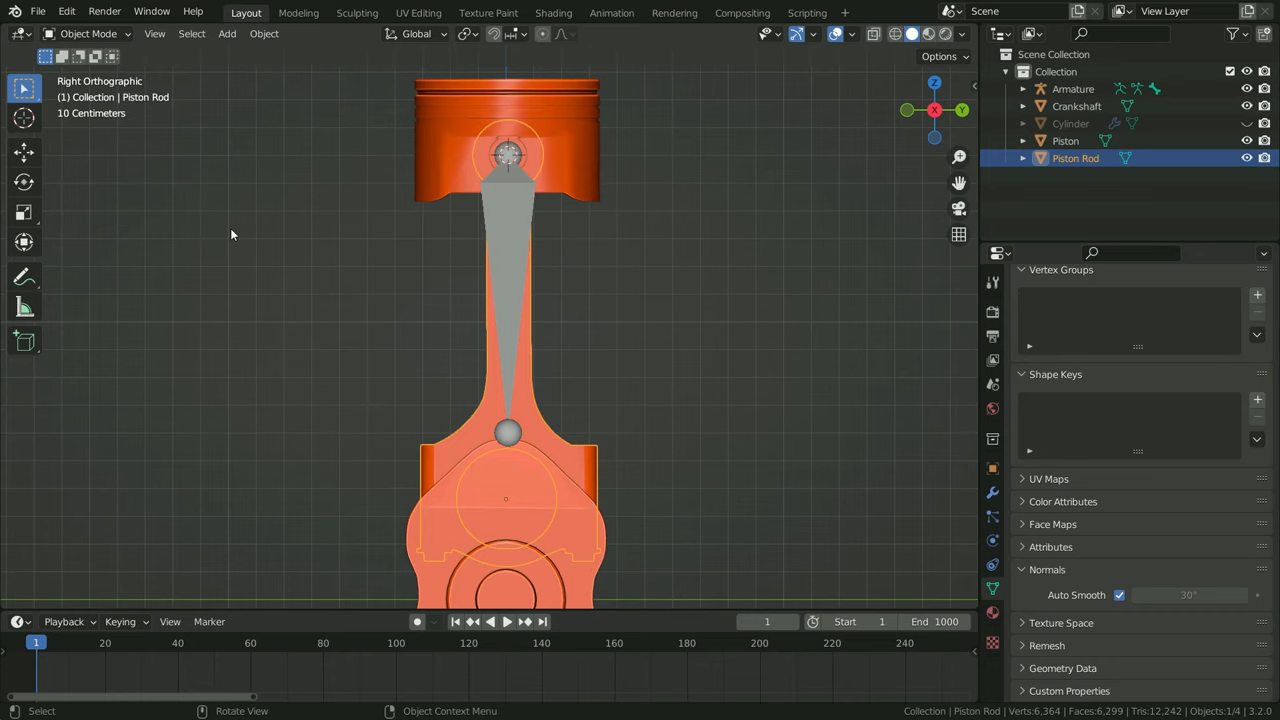 File Edit Render Window Help Layout Modeling Sculpting UV Editing Texture Paint Shading Animation Rendering Compositing Scripting + Scene View Layer
Object Mode View Select Add Object Global
Options
Right Orthographic
(1) Collection | Piston Rod
10 Centimeters
Z
Y
X
Scene Collection
Collection
Armature
Crankshaft
Cylinder
Piston
Piston Rod
Vertex Groups
Shape Keys
UV Maps
Color Attributes
Face Maps
Attributes
Normals
Auto Smooth 30°
Texture Space
Remesh
Geometry Data
Custom Properties
Playback Keying View Marker 1 Start 1 End 1000
1 20 40 60 80 100 120 140 160 180 200 220 240
Select Rotate View Object Context Menu Collection | Piston Rod | Verts:6,364 | Faces:6,299 | Tris:12,242 | Objects:1/4 | 3.2.0